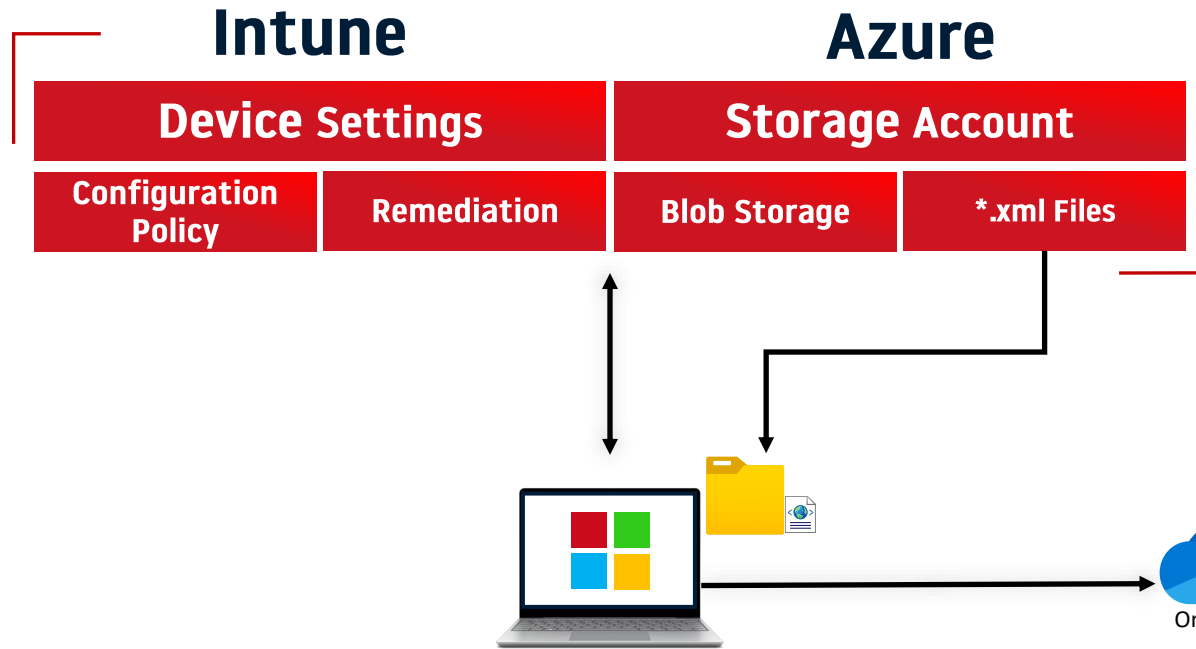 Intune
Azure
Device Settings
Storage Account
Configuration
Policy
Remediation
Blob Storage
*.xml Files